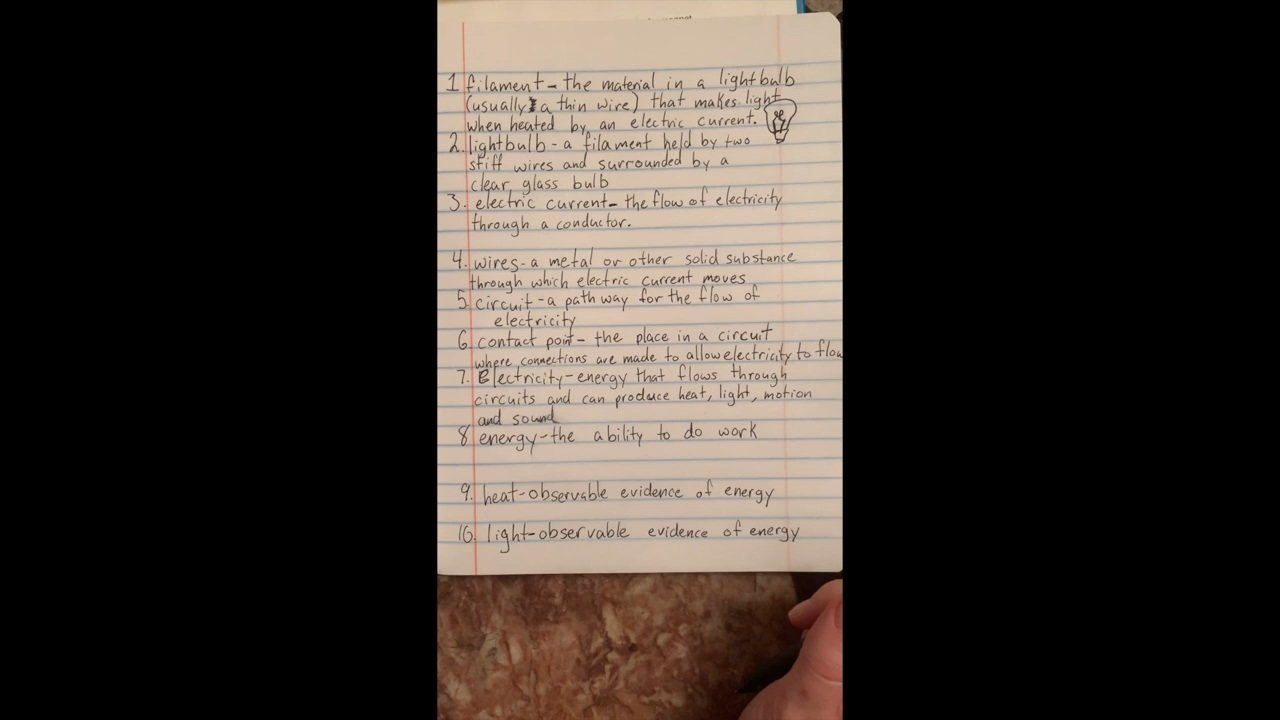 1 filament - the material in a lightbulb
(usually a thin wire) that makes light
when heated by an electric current.
2. lightbulb - a filament held by two
stiff wires and surrounded by a
clear glass bulb
3. electric current - the flow of electricity
through a conductor.
4. wires - a metal or other solid substance
through which electric current moves
5. circuit - a pathway for the flow of
electricity
6. contact point - the place in a circuit
where connections are made to allow electricity to flow
7. Electricity - energy that flows through
circuits and can produce heat, light, motion
and sound
8 energy - the ability to do work
9. heat - observable evidence of energy
10. light - observable evidence of energy